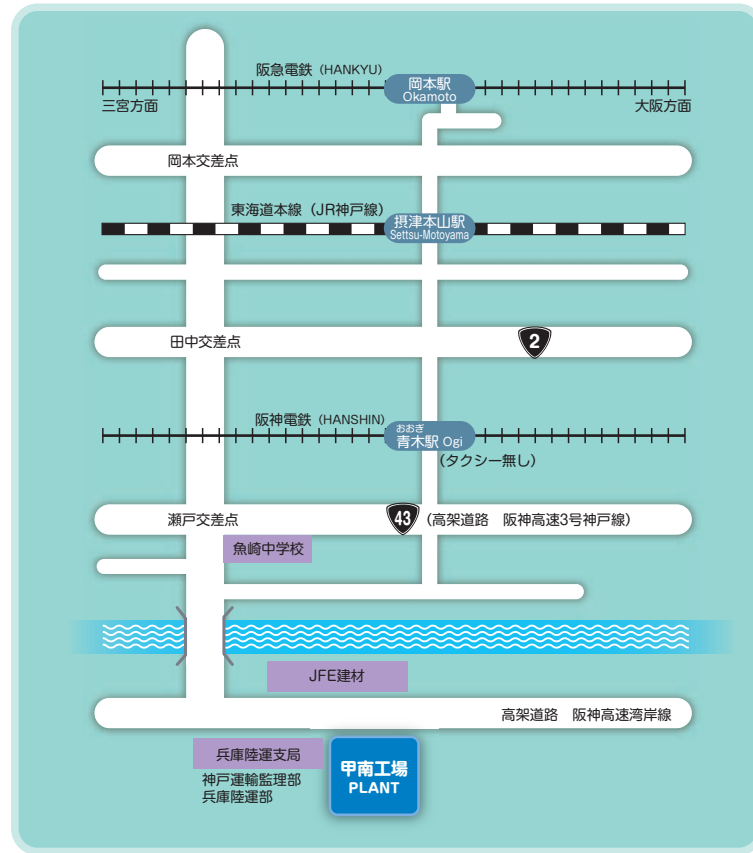 阪急電鉄（HANKYU）
岡本駅
Okamoto
三宮方面
大阪方面
岡本交差点
東海道本線（JR神戸線）
摂津本山駅
Settsu-Motoyama
田中交差点
2
阪神電鉄（HANSHIN）
おおぎ
青木駅 Ogi
（タクシー無し）
瀬戸交差点
43
（高架道路　阪神高速3号神戸線）
魚崎中学校
JFE建材
高架道路　阪神高速湾岸線
兵庫陸運支局
神戸運輸監理部
兵庫陸運部
甲南工場
PLANT